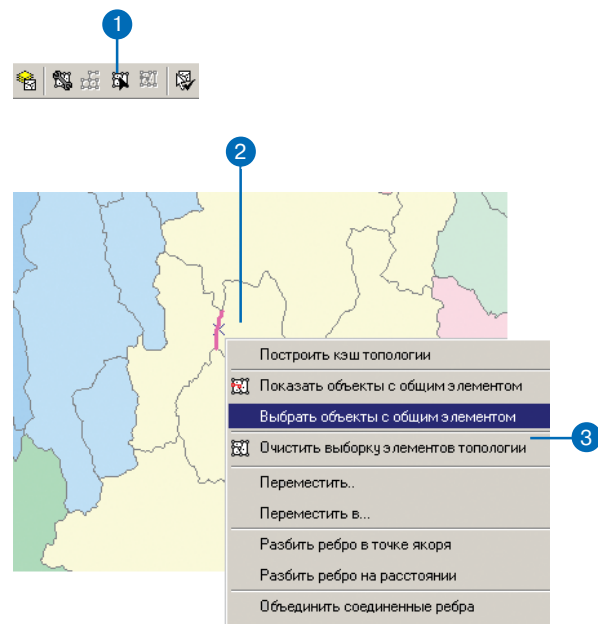 1
2
Построить кэш топологии
Показать объекты с общим элементом
Выбрать объекты с общим элементом
Очистить выборку элементов топологии
3
Переместить..
Переместить в...
Разбить ребро в точке якоря
Разбить ребро на расстоянии
Объединить соединенные ребра